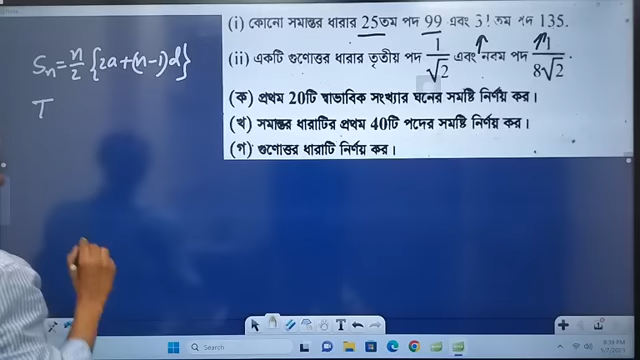 (i) কোনো সমান্তর ধারার 25তম পদ 99 এবং 3! তম পদ 135.
(ii) একটি গুণোত্তর ধারার তৃতীয় পদ 1/√2 এবং নবম পদ 1/8√2.
(ক) প্রথম 20টি স্বাভাবিক সংখ্যার ঘনের সমষ্টি নির্ণয় কর।
(খ) সমান্তর ধারাটির প্রথম 40টি পদের সমষ্টি নির্ণয় কর।
(গ) গুণোত্তর ধারাটি নির্ণয় কর।
Sn = n/2 {2a+(n-1)d}
T
Search